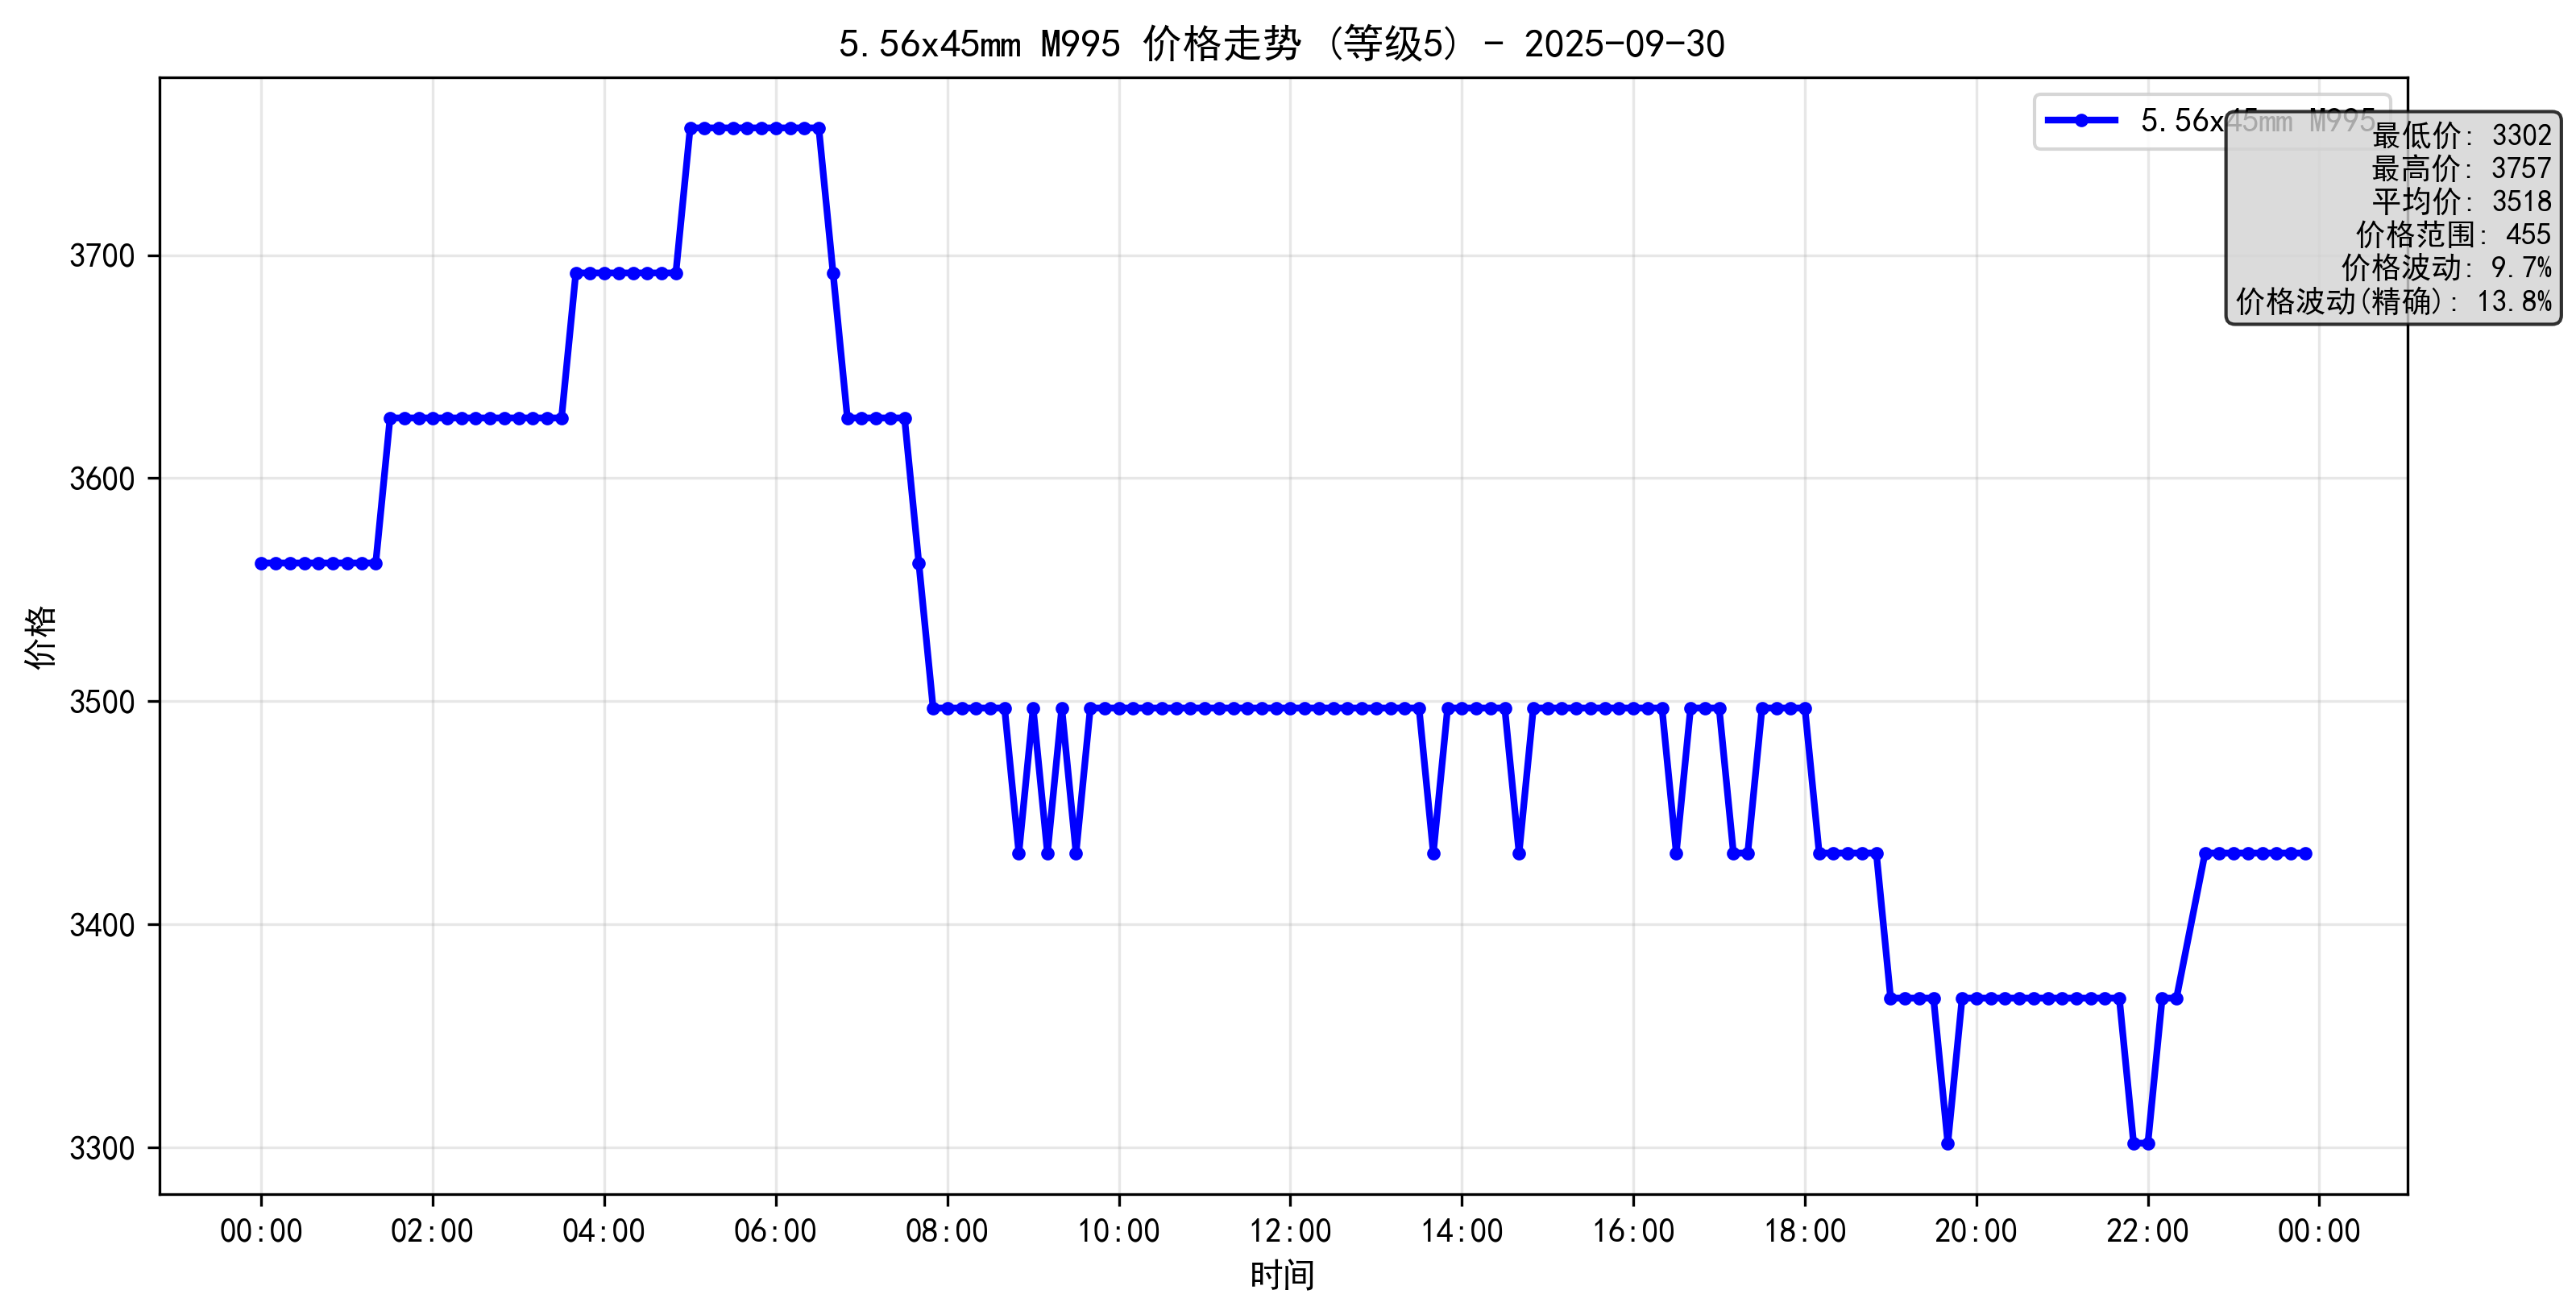 5.56x45mm M995 价格走势 (等级5) - 2025-09-30
5.56x45mm M995
最低价: 3302
最高价: 3757
平均价: 3518
价格范围: 455
价格波动: 9.7%
价格波动(精确): 13.8%
价格
3700
3600
3500
3400
3300
00:00 02:00 04:00 06:00 08:00 10:00 12:00 14:00 16:00 18:00 20:00 22:00 00:00
时间